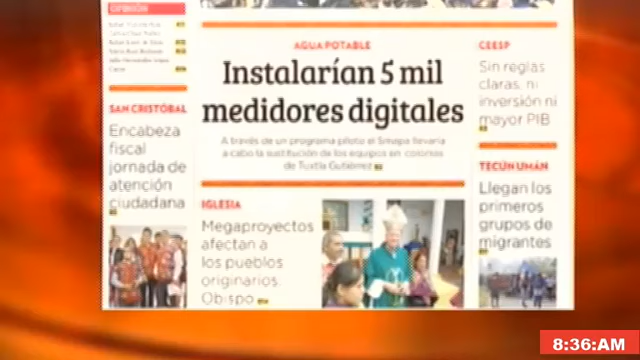 OPINIÓN
SAN CRISTÓBAL
Encabeza
fiscal
jornada de
atención
ciudadana
AGUA POTABLE
Instalarían 5 mil
medidores digitales
A través de un programa piloto el Smapa llevaría
a cabo la sustitución de los equipos en colonias
de Tuxtla Gutiérrez
IGLESIA
Megaproyectos
afectan a
los pueblos
originarios:
Obispo
CEESP
Sin reglas
claras, ni
inversión ni
mayor PIB
TECÚN UMÁN
Llegan los
primeros
grupos de
migrantes
8:36:AM